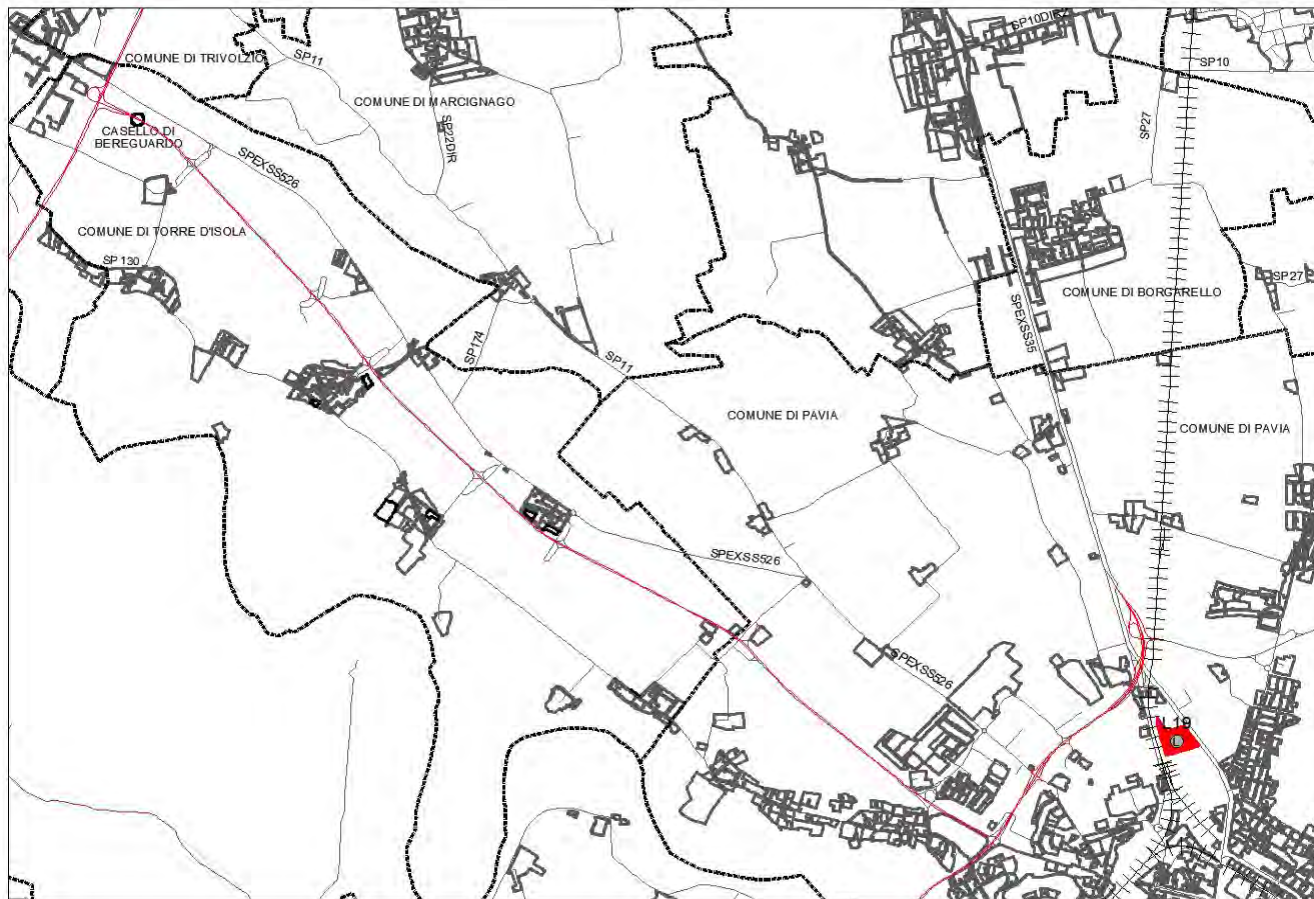 SP10DIR
SP10
COMUNE DI TRIVOLZIO
SP11
COMUNE DI MARCIGNAGO
SP22DIR
SP27
CASELLO DI
BEREGUARDO
SPEXSS526
COMUNE DI TORRE D'ISOLA
SP 130
SP27
COMUNE DI BORGARELLO
SPEXSS35
SP174
SP11
COMUNE DI PAVIA
COMUNE DI PAVIA
SPEXSS526
SPEXSS526
L19